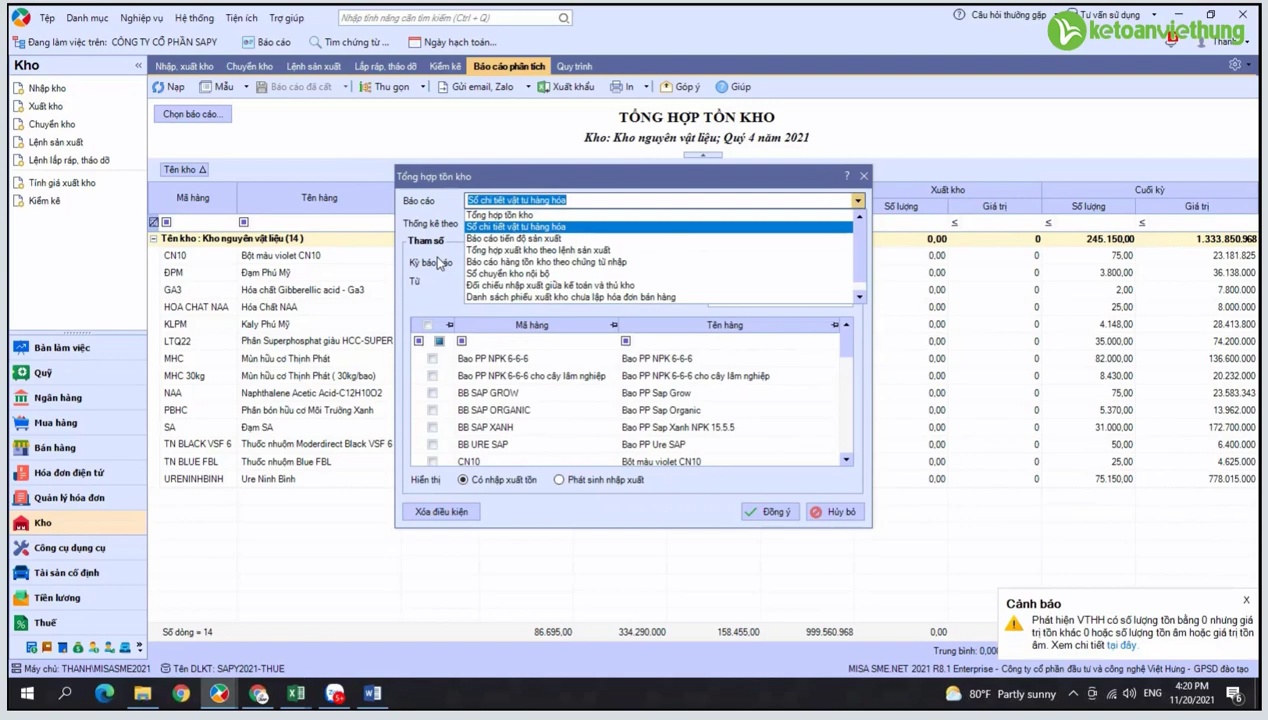 Tệp Danh mục Nghiệp vụ Hệ thống Tiện ích Trợ giúp
Nhập tính năng cần tìm kiếm (Ctrl + Q)
Câu hỏi thường gặp Tư vấn sử dụng
ketoanviethung
Đang làm việc trên: CÔNG TY CỔ PHẦN SAPY
Báo cáo Tìm chứng từ ... Ngày hạch toán...
Kho «
Nhập, xuất kho Chuyển kho Lệnh sản xuất Lắp ráp, tháo dỡ Kiểm kê Báo cáo phân tích Quy trình
Nạp Mẫu Báo cáo đã cất Thu gọn Gửi email, Zalo Xuất khẩu In Góp ý Giúp
Nhập kho
Xuất kho
Chuyển kho
Lệnh sản xuất
Lệnh lắp ráp, tháo dỡ
Tính giá xuất kho
Kiểm kê
Chọn báo cáo...
TỔNG HỢP TỒN KHO
Kho: Kho nguyên vật liệu; Quý 4 năm 2021
Tên kho
Mã hàng Tên hàng
Xuất kho Cuối kỳ
Số lượng Giá trị Số lượng Giá trị
≤ ≤ ≤
Tên kho : Kho nguyên vật liệu (14 ) 0,00 0 245.150,00 1.333.850.968
CN10 Bột màu violet CN10 0,00 0 75,00 23.181.825
ĐPM Đạm Phú Mỹ 0,00 0 3.800,00 36.138.000
GA3 Hóa chất Gibberellic acid - Ga3 0,00 0 2,00 7.800.000
HOA CHAT NAA Hóa Chất NAA 0,00 0 25,00 8.000.000
KLPM Kaly Phú Mỹ 0,00 0 4.148,00 28.413.800
LTQ22 Phân Superphosphat giàu HCC-SUPER 0,00 0 35.000,00 74.200.000
MHC Mùn hữu cơ Thịnh Phát 0,00 0 82.000,00 136.600.000
MHC 30kg Mùn hữu cơ Thịnh Phát ( 30kg/bao) 0,00 0 8.430,00 20.232.000
NAA Naphthalene Acetic Acid-C12H10O2 0,00 0 75,00 23.583.343
PBHC Phân bón hữu cơ Môi Trường Xanh 0,00 0 5.370,00 13.962.000
SA Đạm SA 0,00 0 31.000,00 172.700.000
TN BLACK VSF 6 Thuốc nhuộm Moderdirect Black VSF 6 0,00 0 50,00 6.400.000
TN BLUE FBL Thuốc nhuộm Blue FBL 0,00 0 25,00 4.625.000
URENINHBINH Ure Ninh Bình 0,00 0 75.150,00 778.015.000
Tổng hợp tồn kho ?
Báo cáo Sổ chi tiết vật tư hàng hóa
Thống kê theo
Tham số
Kỳ báo cáo
Từ
Tổng hợp tồn kho
Sổ chi tiết vật tư hàng hóa
Báo cáo tiến độ sản xuất
Tổng hợp xuất kho theo lệnh sản xuất
Báo cáo hàng tồn kho theo chứng từ nhập
Sổ chuyển kho nội bộ
Đối chiếu nhập xuất giữa kế toán và thủ kho
Danh sách phiếu xuất kho chưa lập hóa đơn bán hàng
Mã hàng Tên hàng
Bao PP NPK 6-6-6 Bao PP NPK 6-6-6
Bao PP NPK 6-6-6 cho cây lâm nghiệp Bao PP NPK 6-6-6 cho cây lâm nghiệp
BB SAP GROW Bao PP Sap Grow
BB SAP ORGANIC Bao PP Sap Organic
BB SAP XANH Bao PP Sap Xanh NPK 15.5.5
BB URE SAP Bao PP Ure SAP
CN10 Bột màu violet CN10
Hiển thị Có nhập xuất tồn Phát sinh nhập xuất
Xóa điều kiện Đồng ý Hủy bỏ
Bàn làm việc
Quỹ
Ngân hàng
Mua hàng
Bán hàng
Hóa đơn điện tử
Quản lý hóa đơn
Kho
Công cụ dụng cụ
Tài sản cố định
Tiền lương
Thuế
Số dòng = 14 86.695,00 334.290.000 158.455,00 999.560.968 0,00
Trung bình: 0,000
Cảnh báo X
Phát hiện VTHH có số lượng tồn bằng 0 nhưng giá
trị tồn khác 0 hoặc số lượng tồn âm hoặc giá trị tồn
âm. Xem chi tiết tại đây.
Máy chủ: THANH\MISASME2021 Tên DLKT: SAPY2021-THUE
MISA SME.NET 2021 R8.1 Enterprise - Công ty cổ phần đầu tư và công nghệ Việt Hưng - GPSD đào tạo
80°F Partly sunny ENG 4:20 PM
11/20/2021